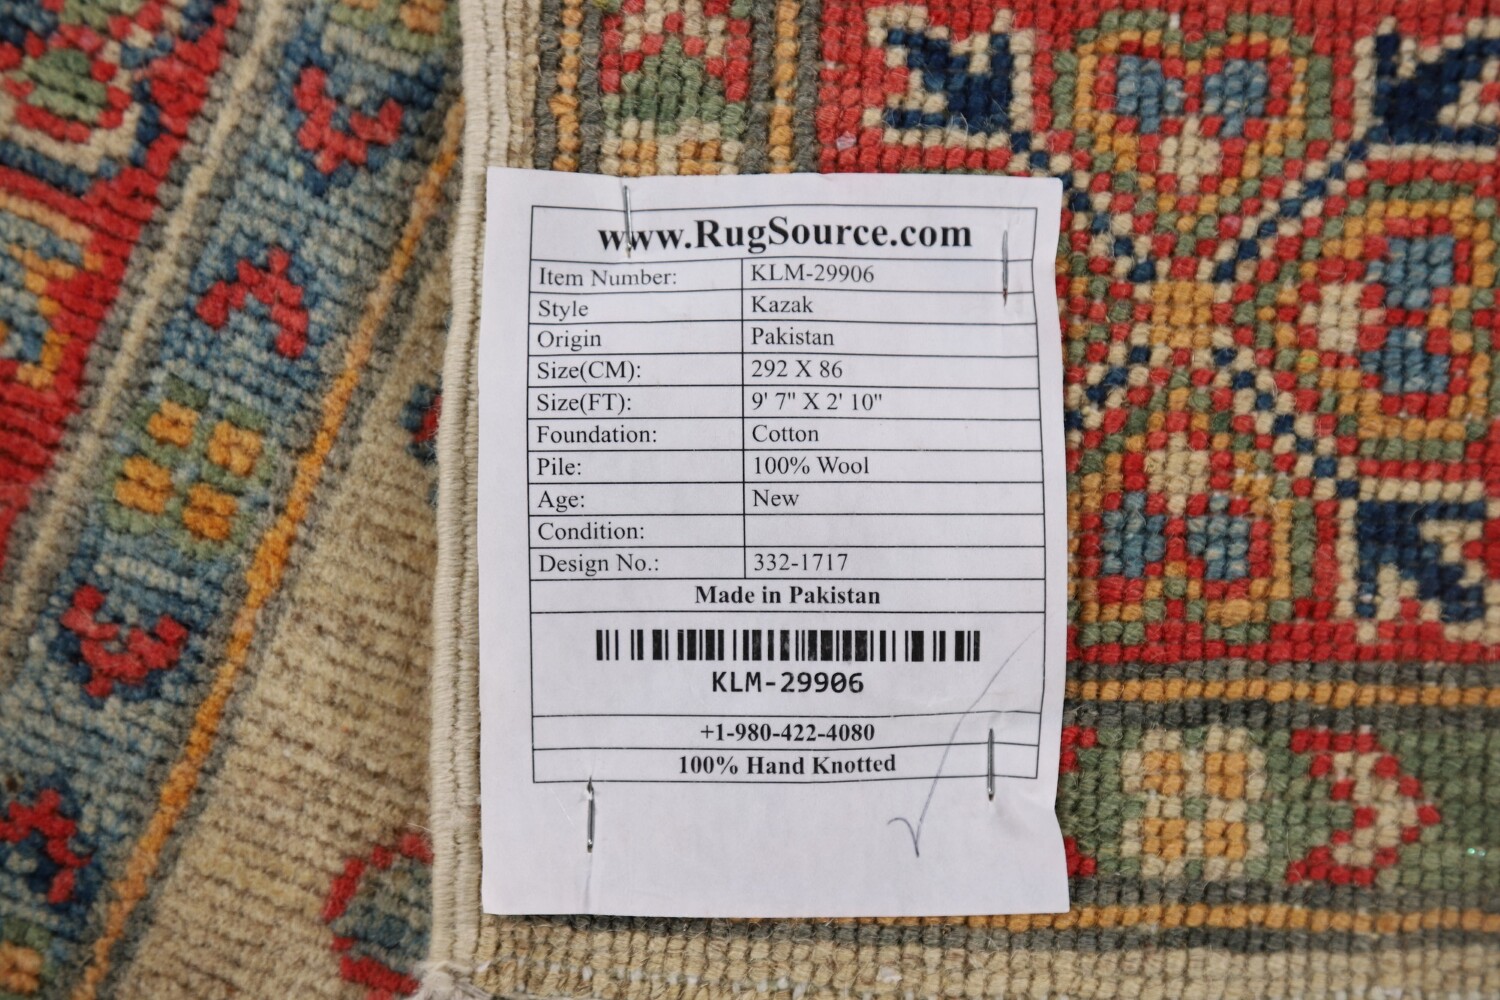 www.RugSource.com
Item Number: KLM-29906
Style Kazak
Origin Pakistan
Size(CM): 292 X 86
Size(FT): 9' 7" X 2' 10"
Foundation: Cotton
Pile: 100% Wool
Age: New
Condition:
Design No.: 332-1717
Made in Pakistan
KLM-29906
+1-980-422-4080
100% Hand Knotted